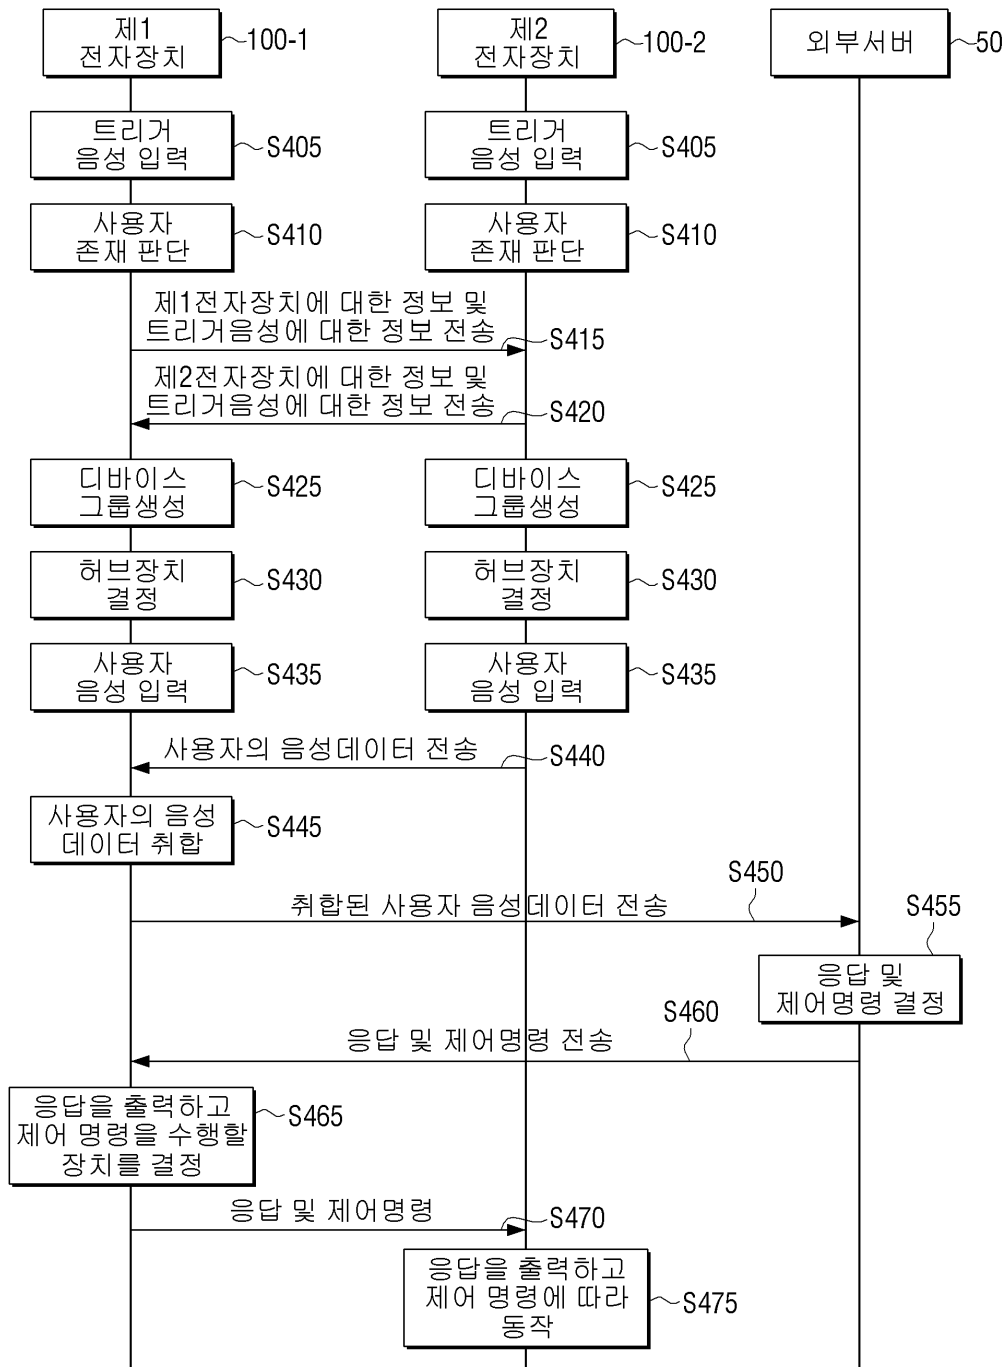 제1
전자장치
100-1
제2
전자장치
100-2
외부서버
50
트리거
음성 입력
S405
트리거
음성 입력
S405
사용자
존재 판단
S410
사용자
존재 판단
S410
제1전자장치에 대한 정보 및
트리거음성에 대한 정보 전송
S415
제2전자장치에 대한 정보 및
트리거음성에 대한 정보 전송
S420
디바이스
그룹생성
S425
디바이스
그룹생성
S425
허브장치
결정
S430
허브장치
결정
S430
사용자
음성 입력
S435
사용자
음성 입력
S435
사용자의 음성데이터 전송
S440
사용자의 음성
데이터 취합
S445
취합된 사용자 음성데이터 전송
S450
S455
응답 및
제어명령 결정
응답 및 제어명령 전송
S460
응답을 출력하고
제어 명령을 수행할
장치를 결정
S465
응답 및 제어명령
S470
응답을 출력하고
제어 명령에 따라
동작
S475